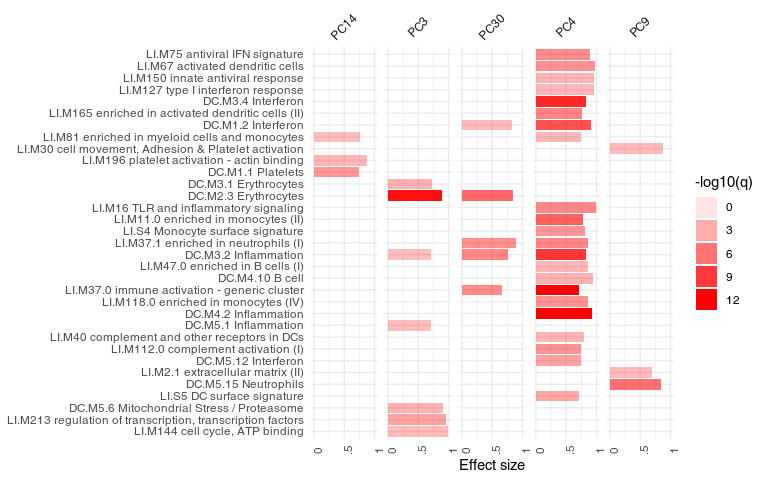 PC14 PC3 PC30 PC4 PC9
LI.M75 antiviral IFN signature
LI.M67 activated dendritic cells
LI.M150 innate antiviral response
LI.M127 type I interferon response
DC.M3.4 Interferon
LI.M165 enriched in activated dendritic cells (II)
DC.M1.2 Interferon
LI.M81 enriched in myeloid cells and monocytes
LI.M30 cell movement, Adhesion & Platelet activation
LI.M196 platelet activation - actin binding
DC.M1.1 Platelets
DC.M3.1 Erythrocytes
DC.M2.3 Erythrocytes
LI.M16 TLR and inflammatory signaling
LI.M11.0 enriched in monocytes (II)
LI.S4 Monocyte surface signature
LI.M37.1 enriched in neutrophils (I)
DC.M3.2 Inflammation
LI.M47.0 enriched in B cells (I)
DC.M4.10 B cell
LI.M37.0 immune activation - generic cluster
LI.M118.0 enriched in monocytes (IV)
DC.M4.2 Inflammation
DC.M5.1 Inflammation
LI.M40 complement and other receptors in DCs
LI.M112.0 complement activation (I)
DC.M5.12 Interferon
LI.M2.1 extracellular matrix (II)
DC.M5.15 Neutrophils
LI.S5 DC surface signature
DC.M5.6 Mitochondrial Stress / Proteasome
LI.M213 regulation of transcription, transcription factors
LI.M144 cell cycle, ATP binding
0 .5 1 0 .5 1 0 .5 1 0 .5 1 0 .5 1
Effect size
-log10(q)
0
3
6
9
12